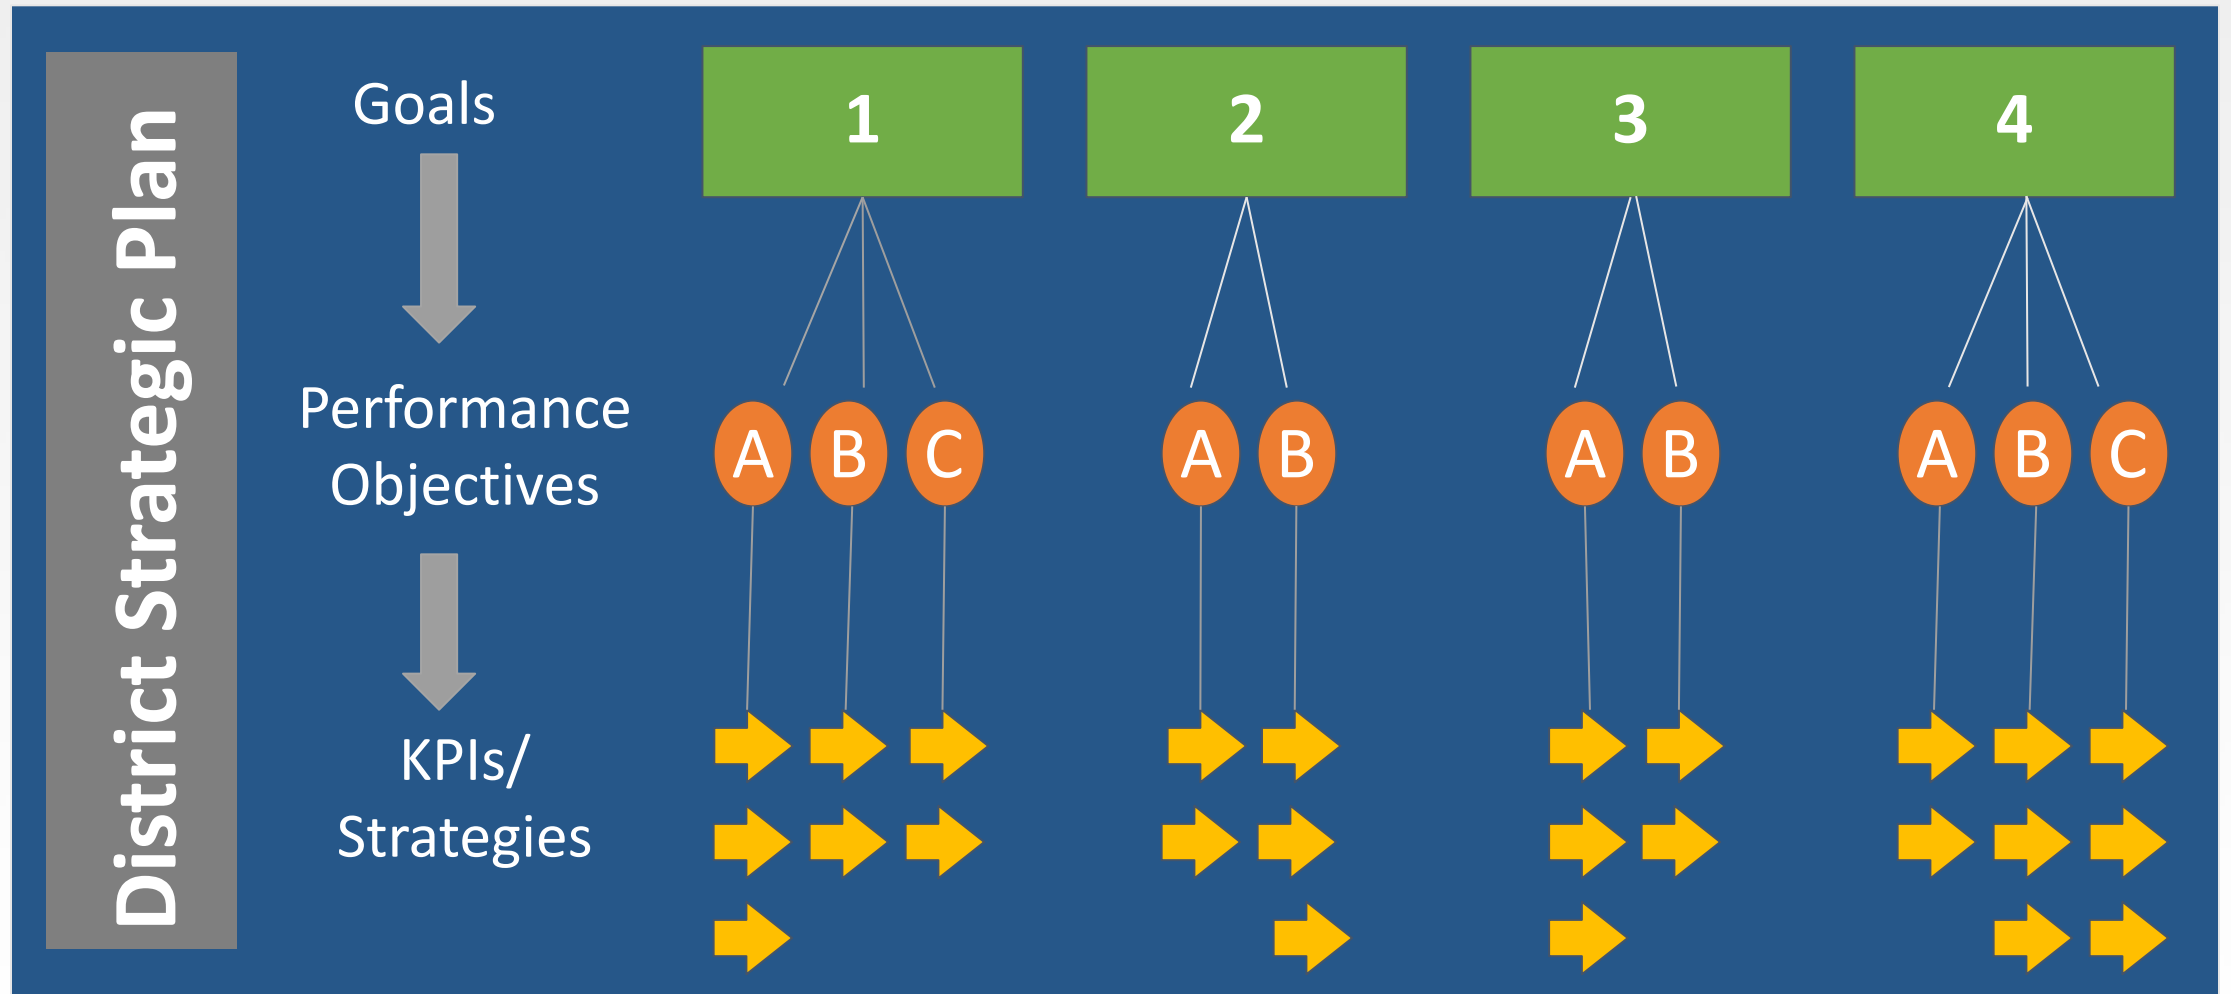 District Strategic Plan
Goals
1 2 3 4
Performance
Objectives
A B C A B A B A B C
KPIs/
Strategies